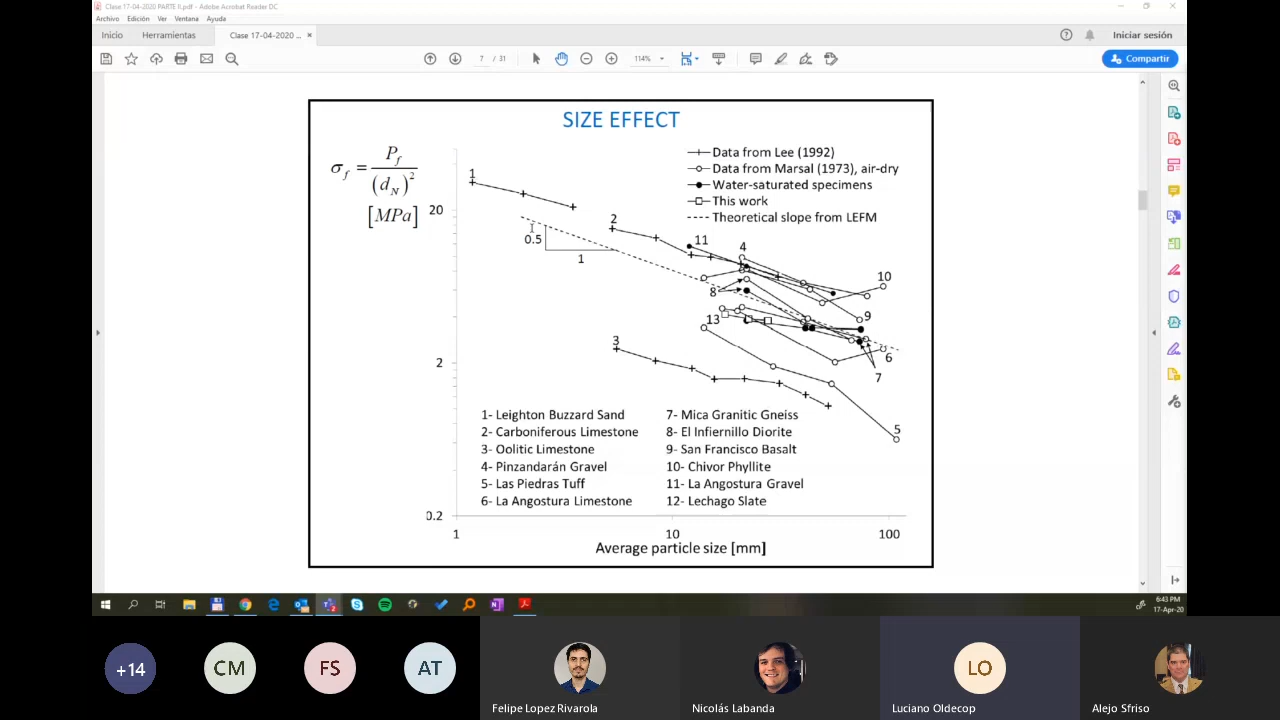 Clase 17-04-2020 PARTE II.pdf - Adobe Acrobat Reader DC
Archivo Edición Ver Ventana Ayuda
Inicio Herramientas Clase 17-04-2020 ... × Iniciar sesión
7 / 31 114% Compartir
SIZE EFFECT
σf = Pf / (dN)² [MPa]
Data from Lee (1992)
Data from Marsal (1973), air-dry
Water-saturated specimens
This work
Theoretical slope from LEFM
20
2
0.2
0.5
1
1
2
11
4
10
8
9
13
3
6
7
5
1- Leighton Buzzard Sand
2- Carboniferous Limestone
3- Oolitic Limestone
4- Pinzandarán Gravel
5- Las Piedras Tuff
6- La Angostura Limestone
7- Mica Granitic Gneiss
8- El Infiernillo Diorite
9- San Francisco Basalt
10- Chivor Phyllite
11- La Angostura Gravel
12- Lechago Slate
1 10 100
Average particle size [mm]
6:43 PM
17-Apr-20
+14 CM FS AT LO
Felipe Lopez Rivarola Nicolás Labanda Luciano Oldecop Alejo Sfriso